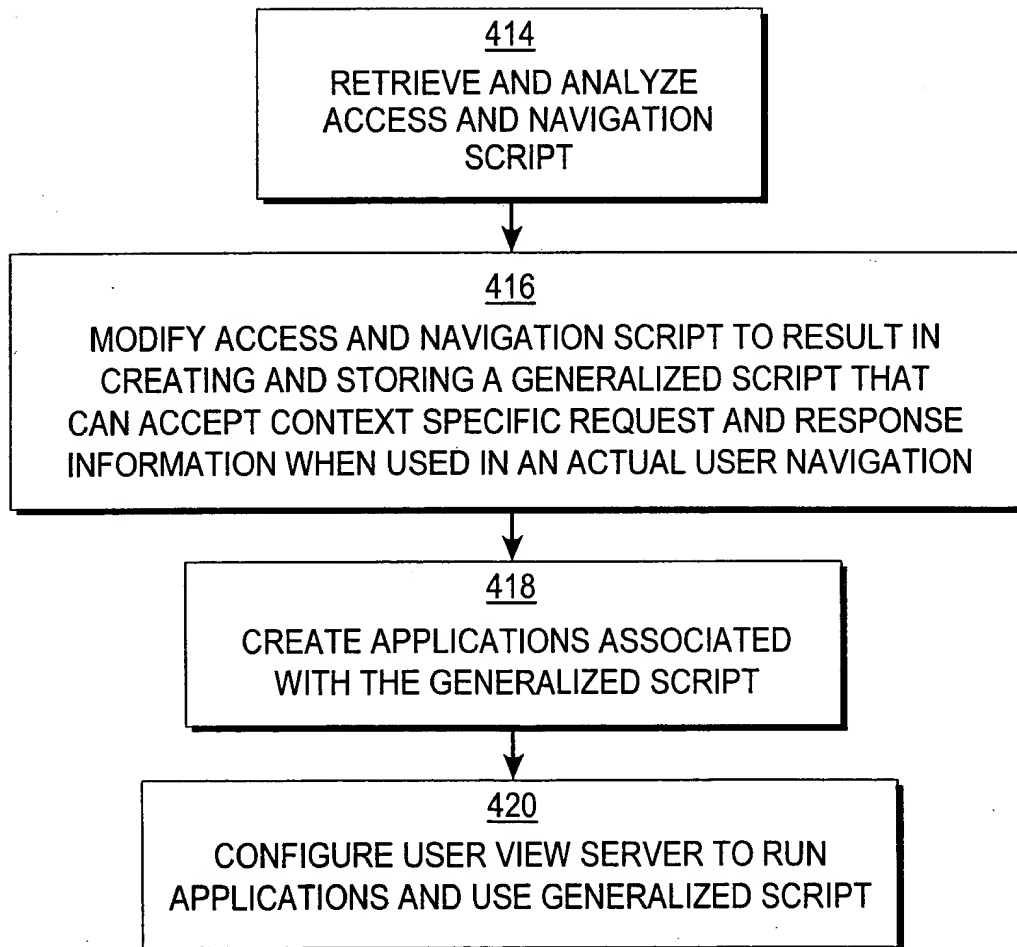 414
RETRIEVE AND ANALYZE
ACCESS AND NAVIGATION
SCRIPT
416
MODIFY ACCESS AND NAVIGATION SCRIPT TO RESULT IN
CREATING AND STORING A GENERALIZED SCRIPT THAT
CAN ACCEPT CONTEXT SPECIFIC REQUEST AND RESPONSE
INFORMATION WHEN USED IN AN ACTUAL USER NAVIGATION
418
CREATE APPLICATIONS ASSOCIATED
WITH THE GENERALIZED SCRIPT
420
CONFIGURE USER VIEW SERVER TO RUN
APPLICATIONS AND USE GENERALIZED SCRIPT